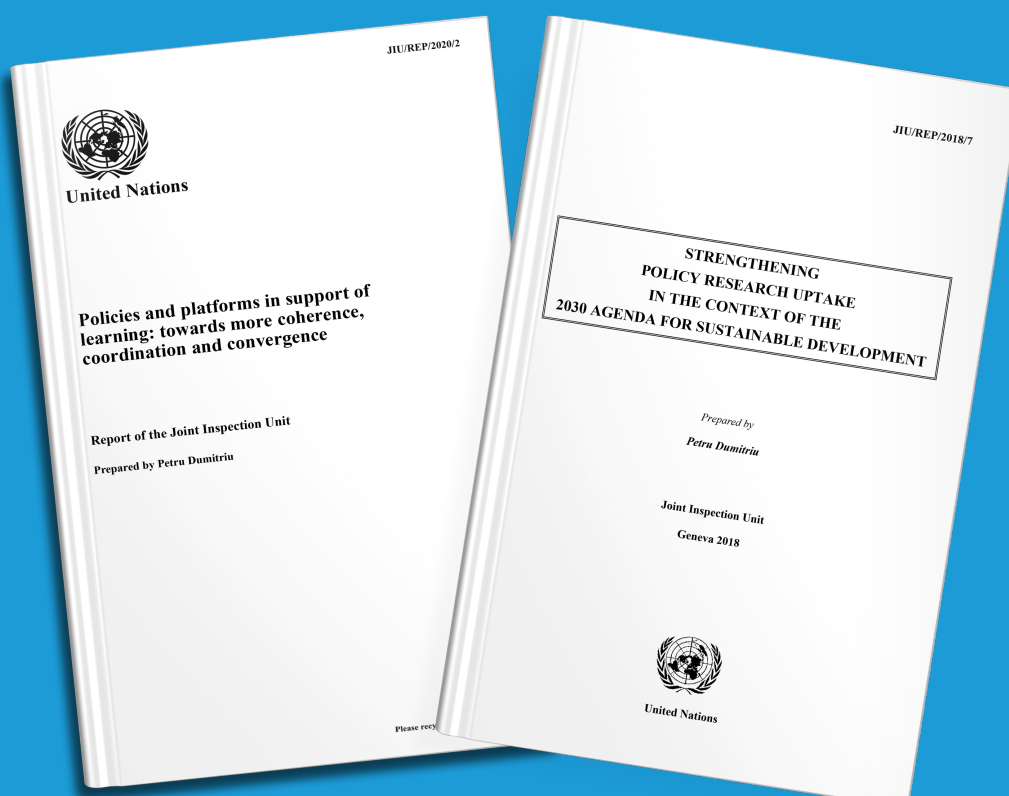 JIU/REP/2020/2
United Nations
Policies and platforms in support of
learning: towards more coherence,
coordination and convergence
Report of the Joint Inspection Unit
Prepared by Petru Dumitriu
Please
JIU/REP/2018/7
STRENGTHENING
POLICY RESEARCH UPTAKE
IN THE CONTEXT OF THE
2030 AGENDA FOR SUSTAINABLE DEVELOPMENT
Prepared by
Petru Dumitriu
Joint Inspection Unit
Geneva 2018
United Nations